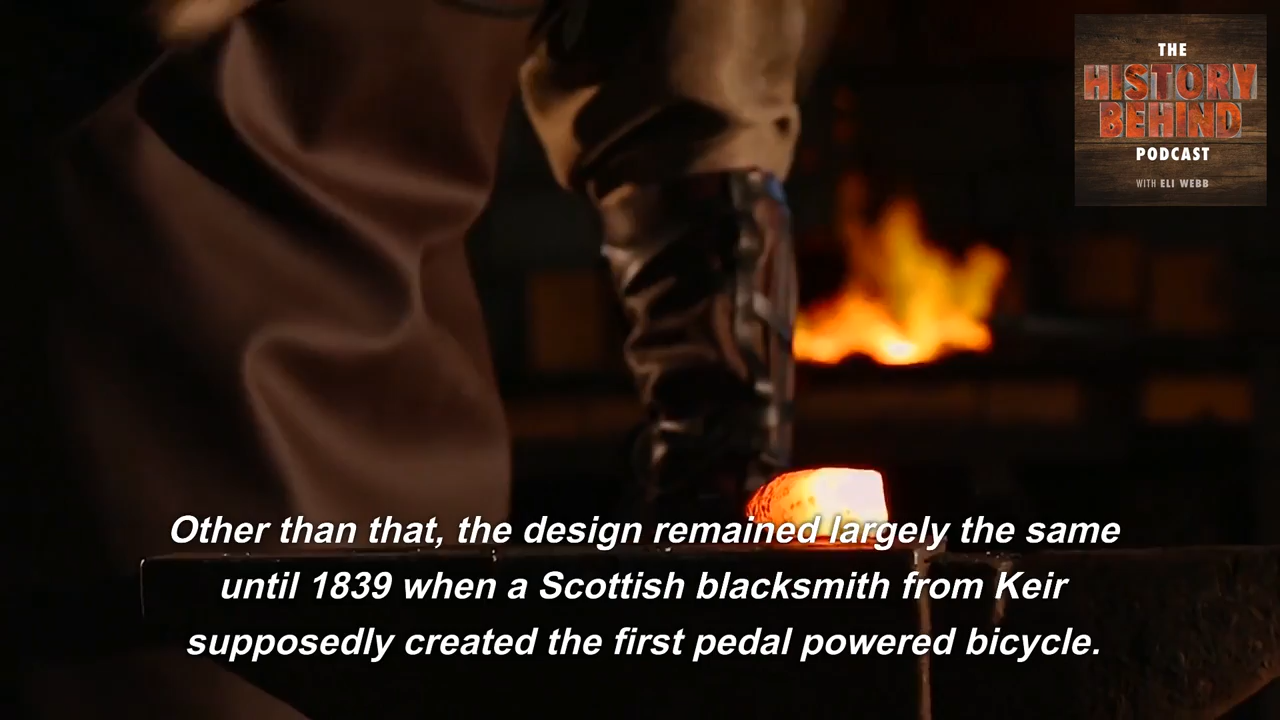 THE
HISTORY
BEHIND
PODCAST
WITH ELI WEBB
Other than that, the design remained largely the same
until 1839 when a Scottish blacksmith from Keir
supposedly created the first pedal powered bicycle.